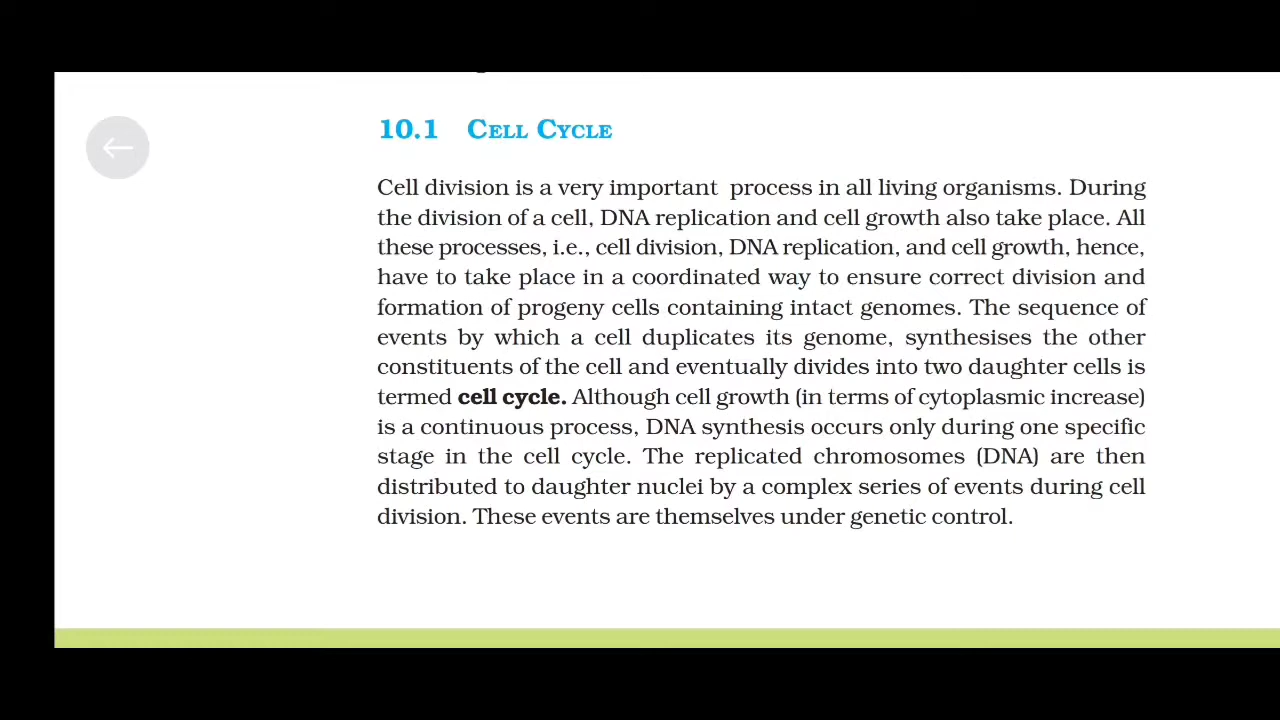 10.1 CELL CYCLE
Cell division is a very important process in all living organisms. During
the division of a cell, DNA replication and cell growth also take place. All
these processes, i.e., cell division, DNA replication, and cell growth, hence,
have to take place in a coordinated way to ensure correct division and
formation of progeny cells containing intact genomes. The sequence of
events by which a cell duplicates its genome, synthesises the other
constituents of the cell and eventually divides into two daughter cells is
termed cell cycle. Although cell growth (in terms of cytoplasmic increase)
is a continuous process, DNA synthesis occurs only during one specific
stage in the cell cycle. The replicated chromosomes (DNA) are then
distributed to daughter nuclei by a complex series of events during cell
division. These events are themselves under genetic control.